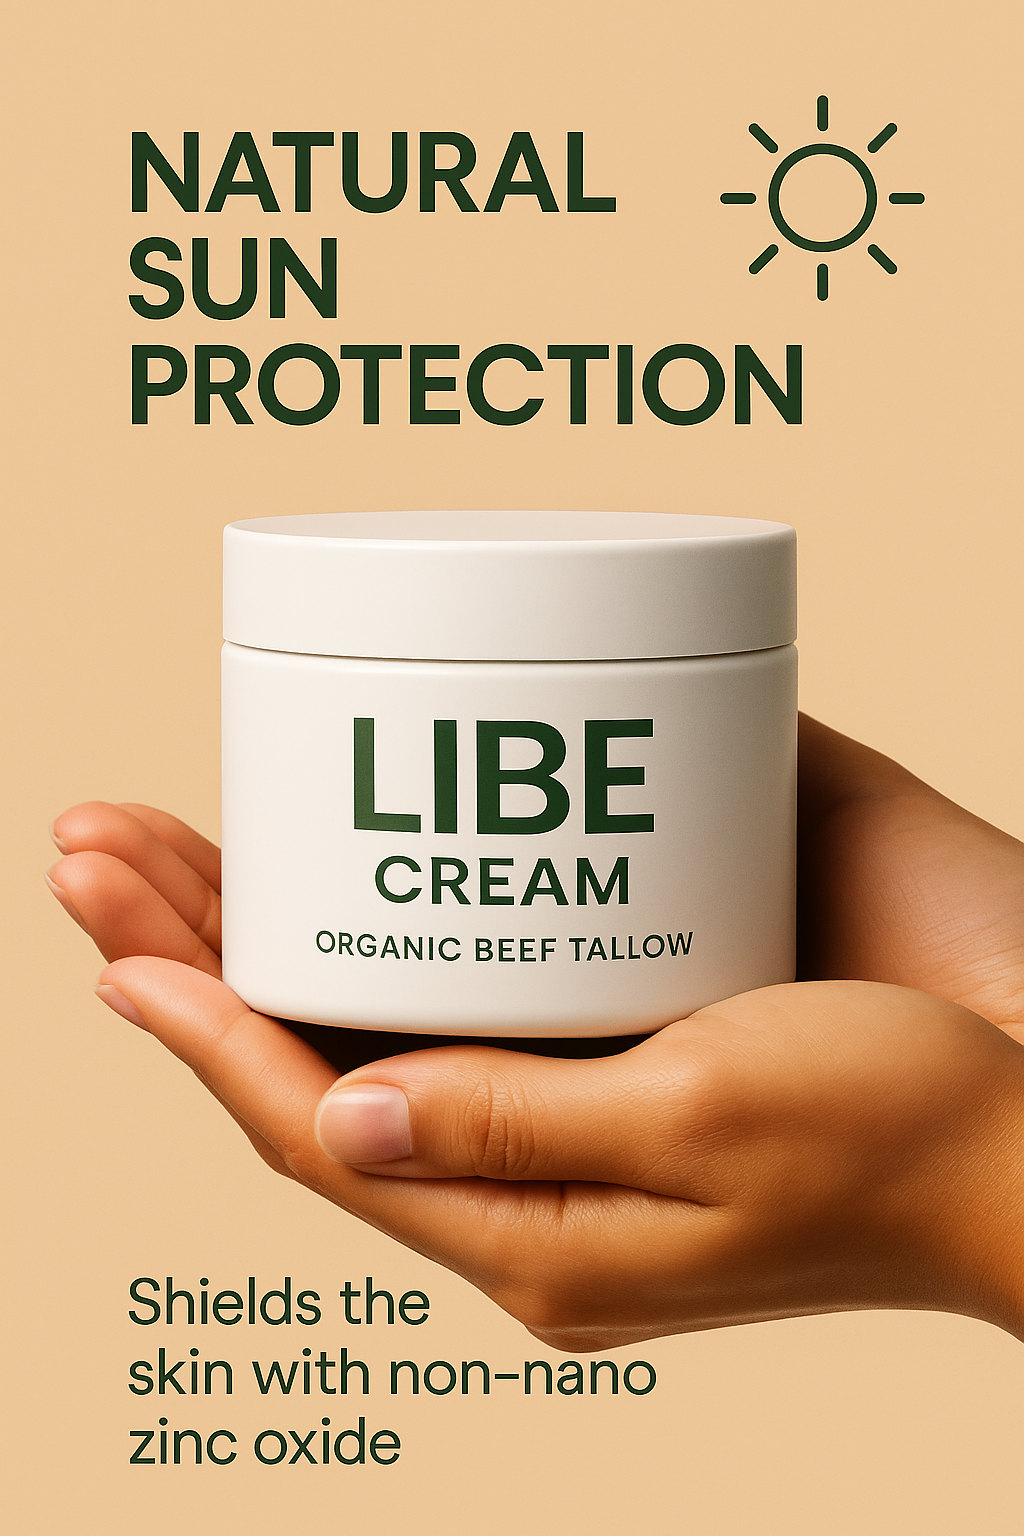 NATURAL
SUN
PROTECTION
LIBE
CREAM
ORGANIC BEEF TALLOW
Shields the
skin with non-nano
zinc oxide